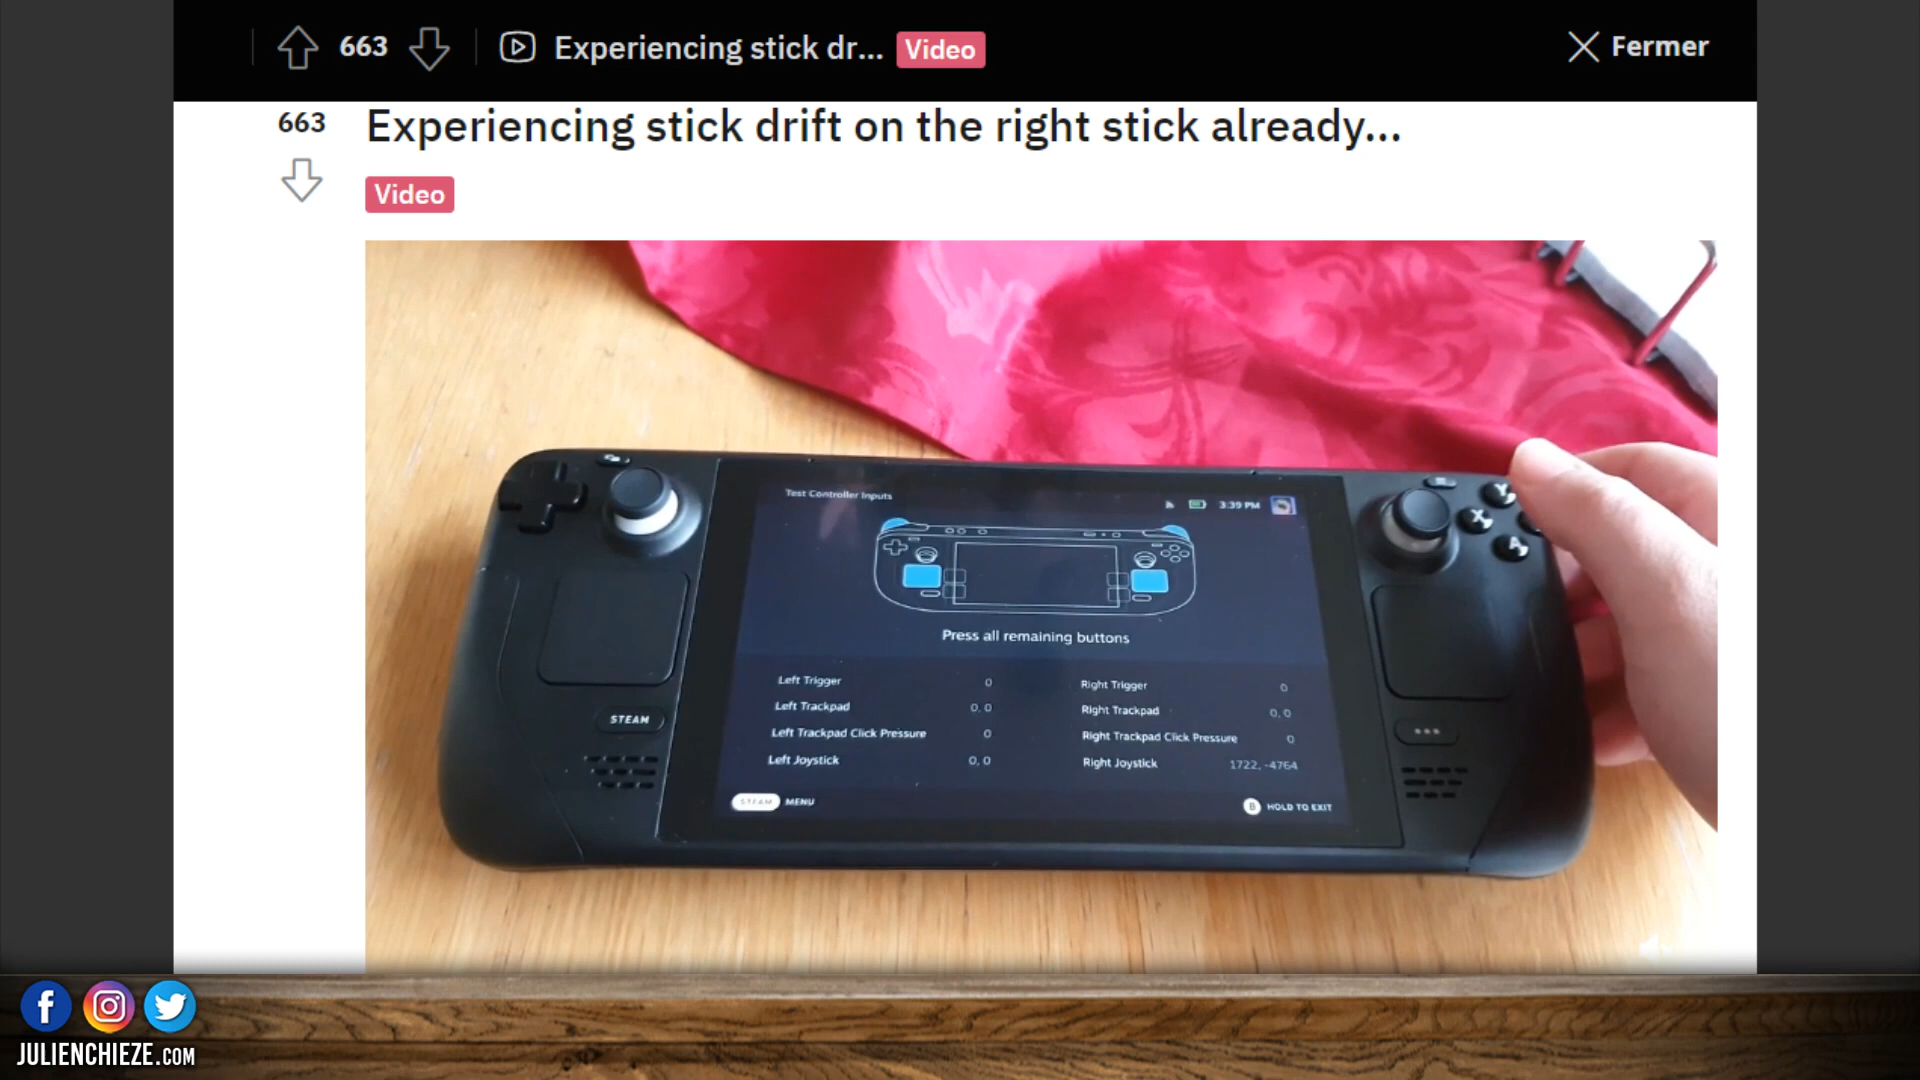 663
Experiencing stick dr...
Video
Fermer
663
Experiencing stick drift on the right stick already...
Video
Test Controller Inputs
3:39 PM
Press all remaining buttons
Left Trigger 0
Right Trigger 0
Left Trackpad 0, 0
Right Trackpad 0, 0
Left Trackpad Click Pressure 0
Right Trackpad Click Pressure 0
Left Joystick 0, 0
Right Joystick 1722, -4764
STEAM MENU
B HOLD TO EXIT
STEAM
Y
X
A
JULIENCHIEZE.COM